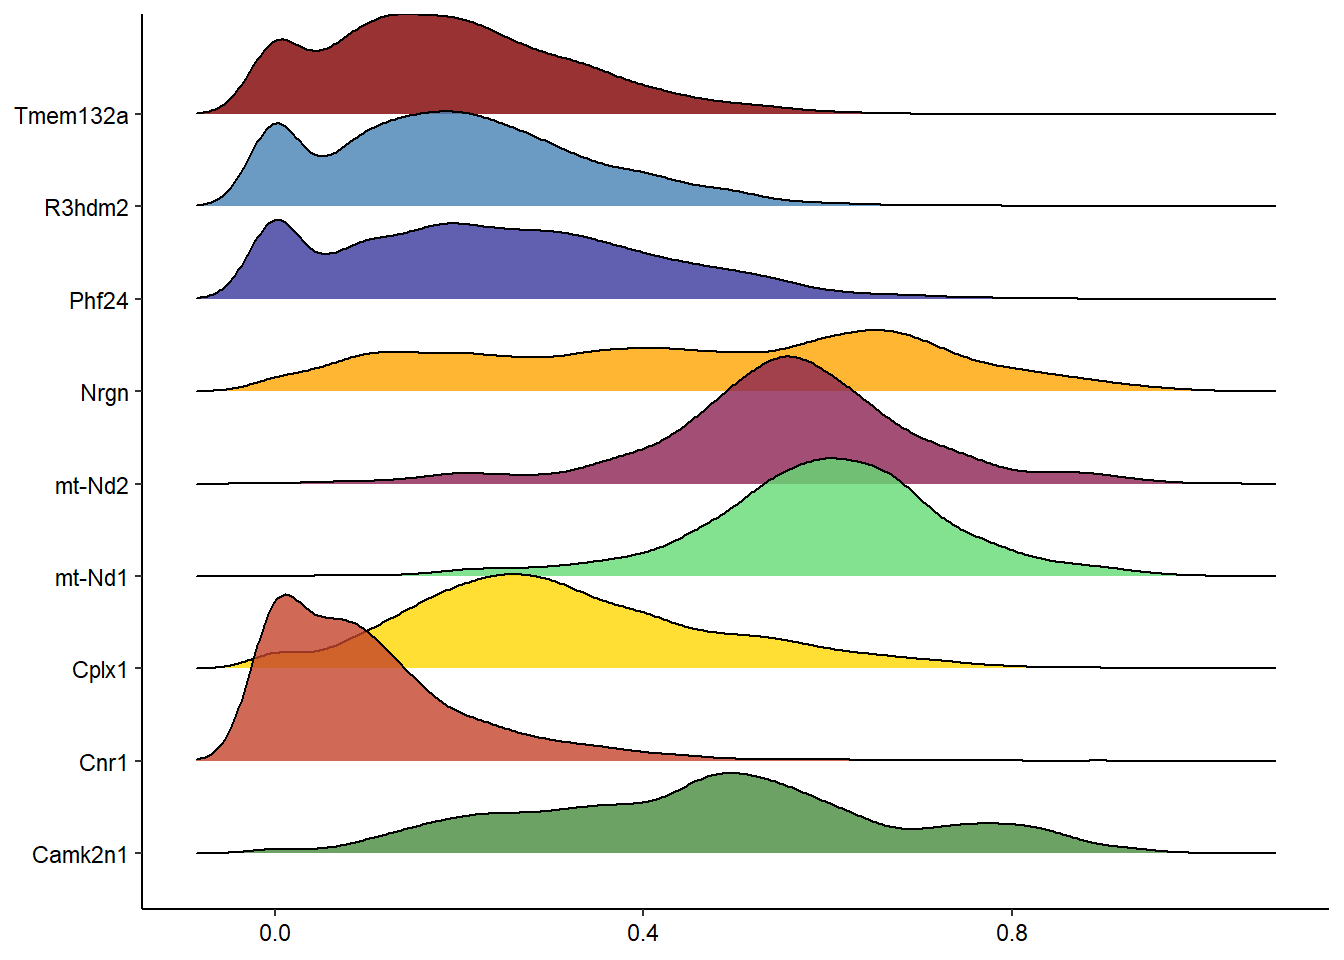 Tmem132a
R3hdm2
Phf24
Nrgn
mt-Nd2
mt-Nd1
Cplx1
Cnr1
Camk2n1
0.0 0.4 0.8